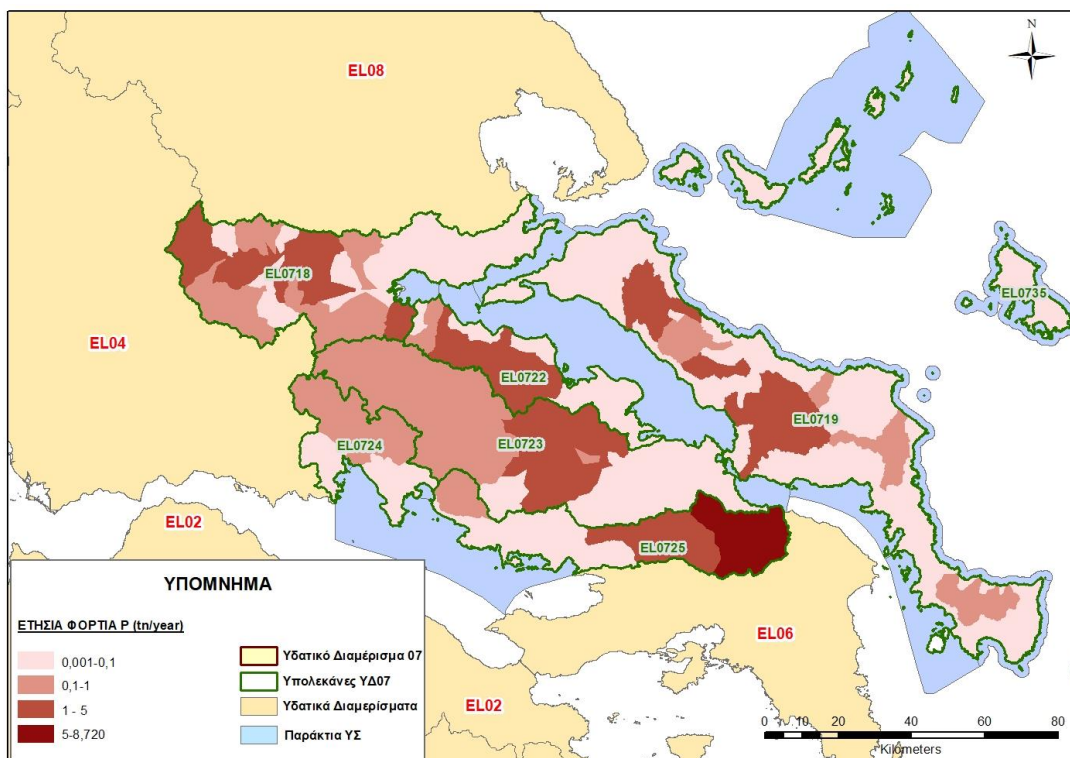 N
EL08
EL0718
EL0735
EL04
EL0722
EL0719
EL0723
EL0724
EL02
EL0725
EL06
EL02
ΥΠΟΜΝΗΜΑ
ΕΤΗΣΙΑ ΦΟΡΤΙΑ P (tn/year)
0,001-0,1
0,1-1
1 - 5
5-8,720
Υδατικό Διαμέρισμα 07
Υπολεκάνες ΥΔ07
Υδατικά Διαμερίσματα
Παράκτια ΥΣ
0 10 20 40 60 80
Kilometers